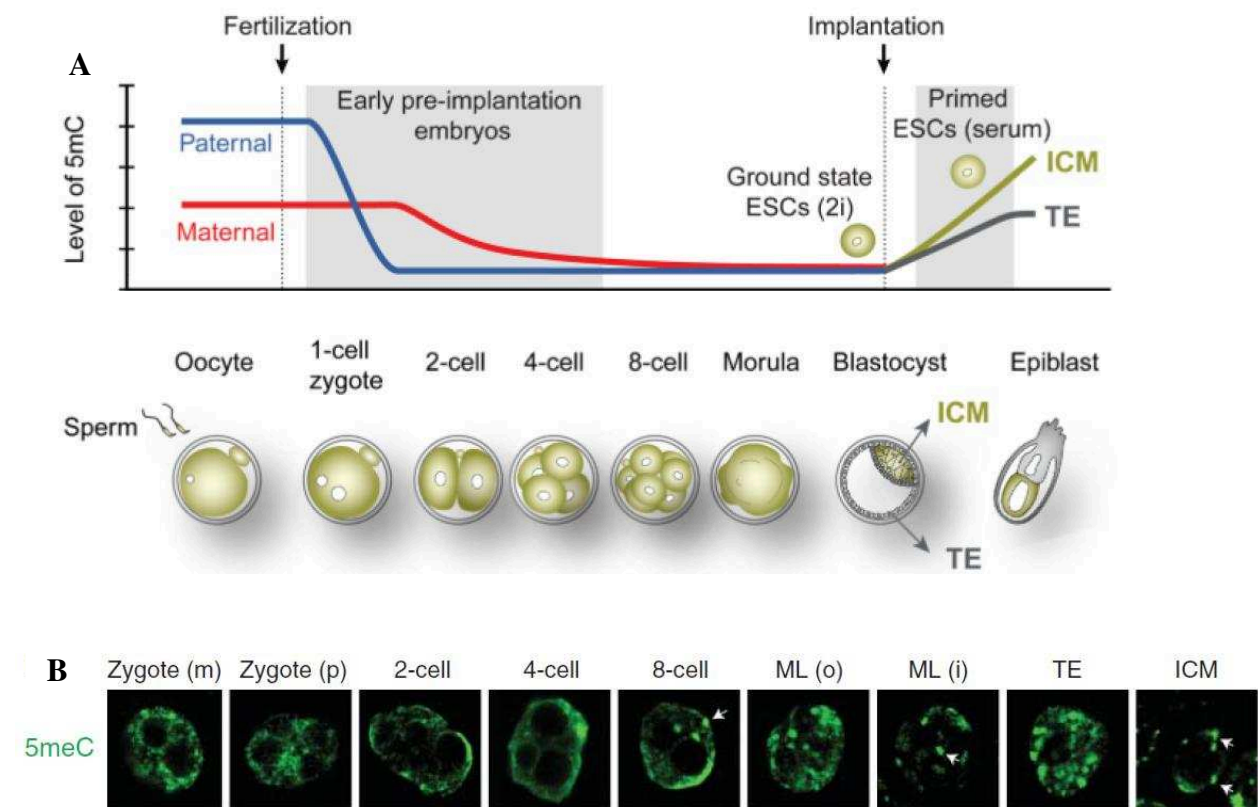 Fertilization
Implantation
A
Level of 5mC
Paternal
Maternal
Early pre-implantation
embryos
Ground state
ESCs (2i)
Primed
ESCs (serum)
ICM
TE
Oocyte
1-cell
zygote
2-cell
4-cell
8-cell
Morula
Blastocyst
Epiblast
Sperm
ICM
TE
B
Zygote (m)
Zygote (p)
2-cell
4-cell
8-cell
ML (o)
ML (i)
TE
ICM
5meC